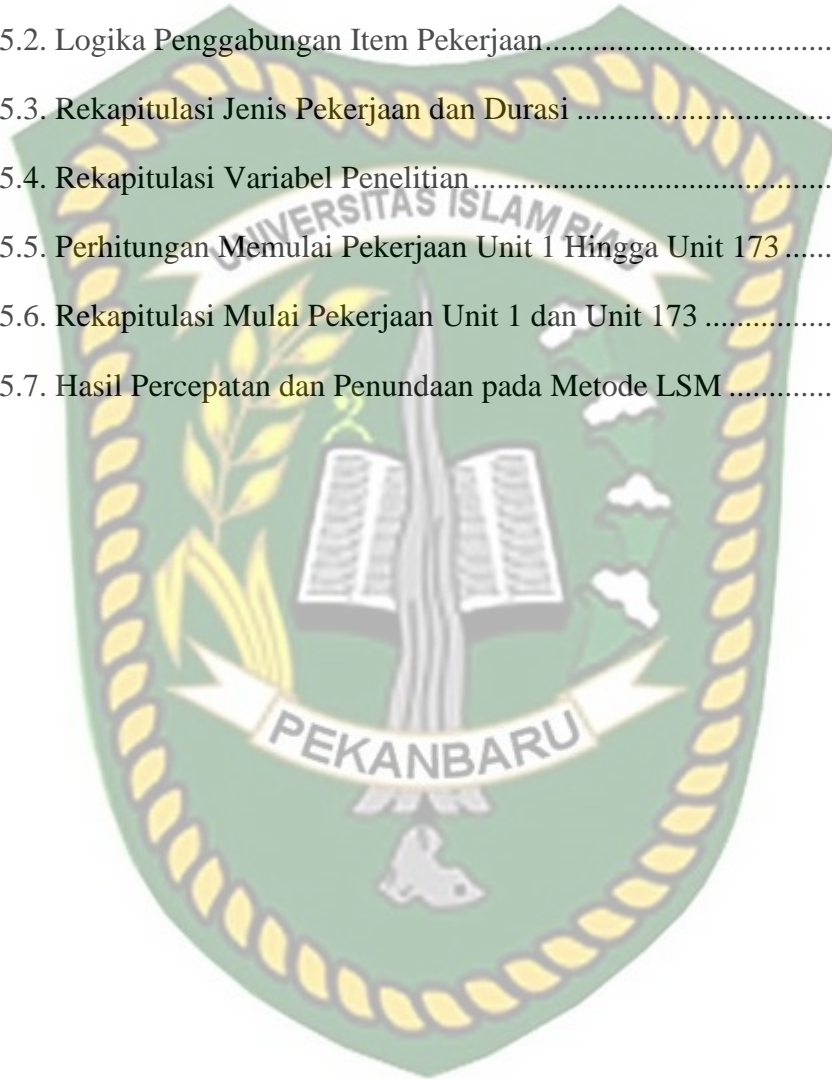 5.2. Logika Penggabungan Item Pekerjaan....................................
5.3. Rekapitulasi Jenis Pekerjaan dan Durasi ................................
5.4. Rekapitulasi Variabel Penelitian.............................................
UNIVERSITAS ISLAM RIAU
5.5. Perhitungan Memulai Pekerjaan Unit 1 Hingga Unit 173 ......
5.6. Rekapitulasi Mulai Pekerjaan Unit 1 dan Unit 173 ................
5.7. Hasil Percepatan dan Penundaan pada Metode LSM .............
PEKANBARU